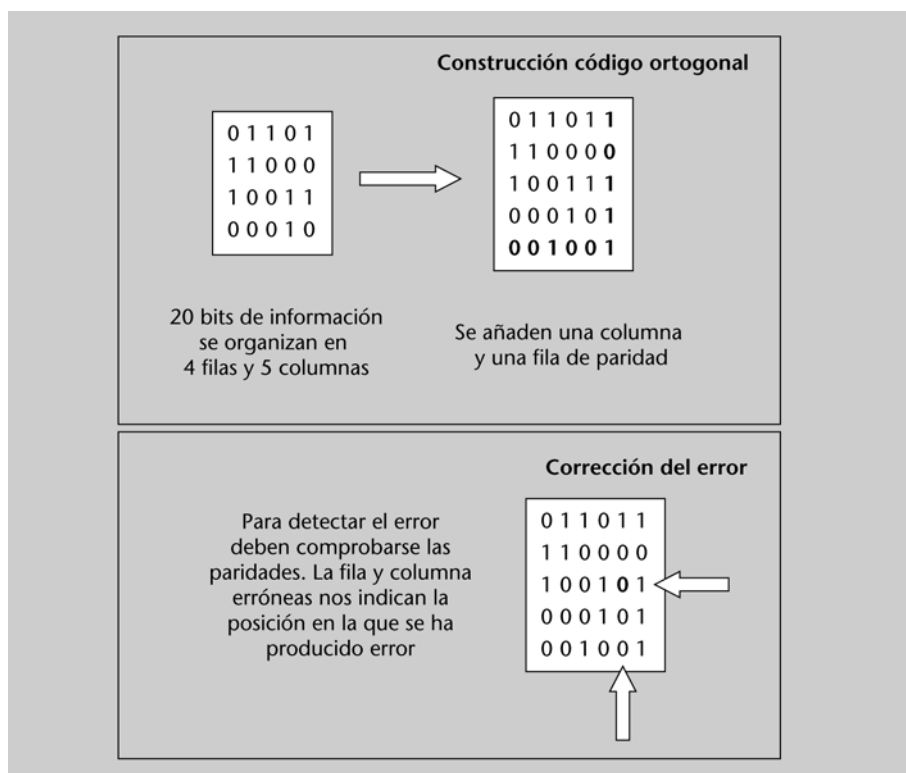 Construcción código ortogonal
0 1 1 0 1
1 1 0 0 0
1 0 0 1 1
0 0 0 1 0
0 1 1 0 1 1
1 1 0 0 0 0
1 0 0 1 1 1
0 0 0 1 0 1
0 0 1 0 0 1
20 bits de información
se organizan en
4 filas y 5 columnas
Se añaden una columna
y una fila de paridad
Corrección del error
Para detectar el error
deben comprobarse las
paridades. La fila y columna
erróneas nos indican la
posición en la que se ha
producido error
0 1 1 0 1 1
1 1 0 0 0 0
1 0 0 1 0 1
0 0 0 1 0 1
0 0 1 0 0 1